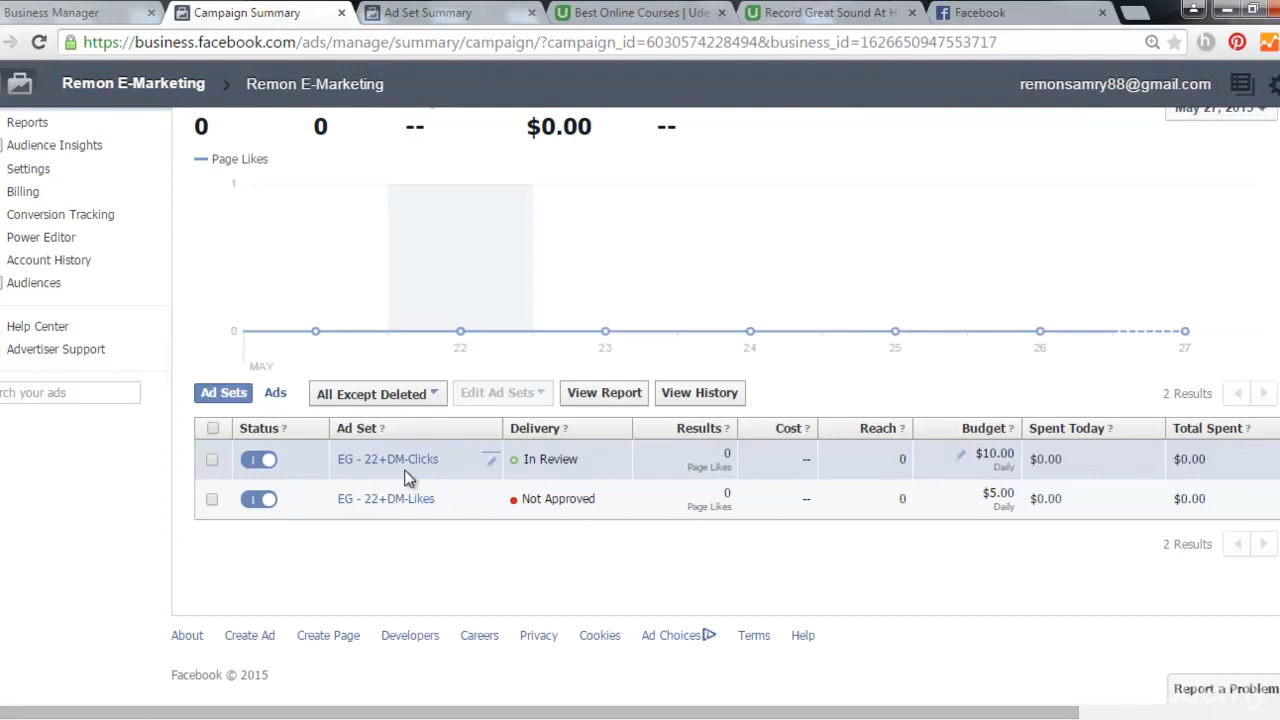 Business Manager
Campaign Summary
Ad Set Summary
Best Online Courses | Ude
Record Great Sound At H
Facebook
https://business.facebook.com/ads/manage/summary/campaign/?campaign_id=6030574228494&business_id=1626650947553717
Remon E-Marketing
Remon E-Marketing
remonsamry88@gmail.com
May 27, 2015
0 0 -- $0.00 --
Reports
Audience Insights
Settings
Billing
Conversion Tracking
Power Editor
Account History
Audiences
Help Center
Advertiser Support
rch your ads
Page Likes
1
0
22 23 24 25 26 27
MAY
Ad Sets Ads All Except Deleted Edit Ad Sets View Report View History 2 Results
Status ? Ad Set ? Delivery ? Results ? Cost ? Reach ? Budget ? Spent Today ? Total Spent ?
EG - 22+DM-Clicks In Review 0 -- 0 $10.00 $0.00 $0.00
Page Likes Daily
EG - 22+DM-Likes Not Approved 0 -- 0 $5.00 $0.00 $0.00
Page Likes Daily
2 Results
About Create Ad Create Page Developers Careers Privacy Cookies Ad Choices Terms Help
Facebook © 2015
Report a Problem